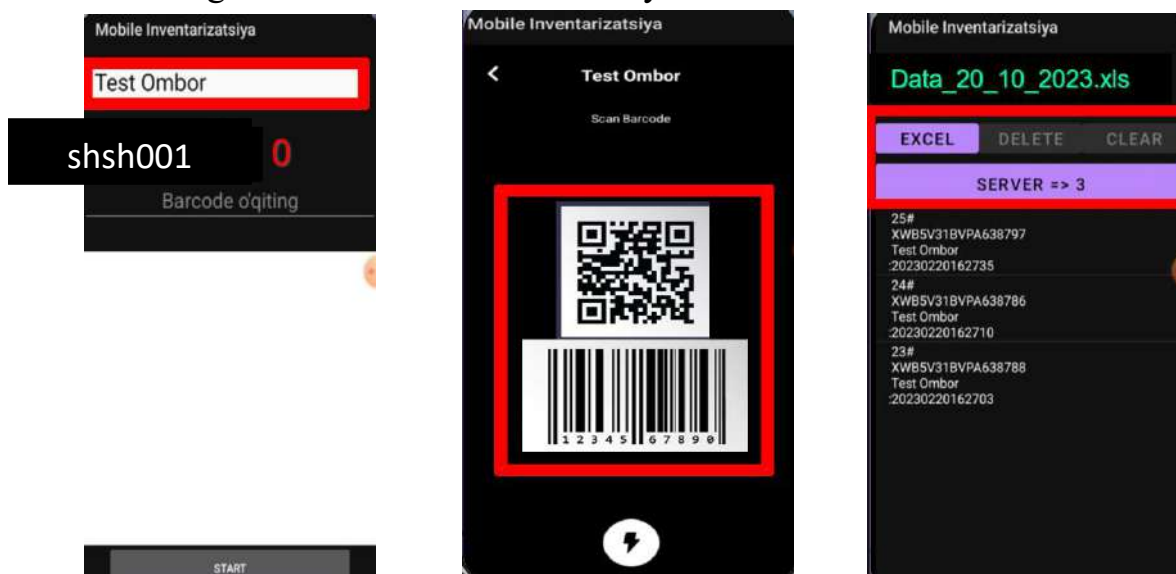 Mobile Inventarizatsiya
Test Ombor
shsh001 0
Barcode o'qiting
START
Mobile Inventarizatsiya
Test Ombor
Scan Barcode
1 2 3 4 5 6 7 8 9 0
Mobile Inventarizatsiya
Data_20_10_2023.xls
EXCEL DELETE CLEAR
SERVER => 3
25#
XWB5V31BVPA638797
Test Ombor
:20230220162735
24#
XWB5V31BVPA638786
Test Ombor
:20230220162710
23#
XWB5V31BVPA638788
Test Ombor
:20230220162703